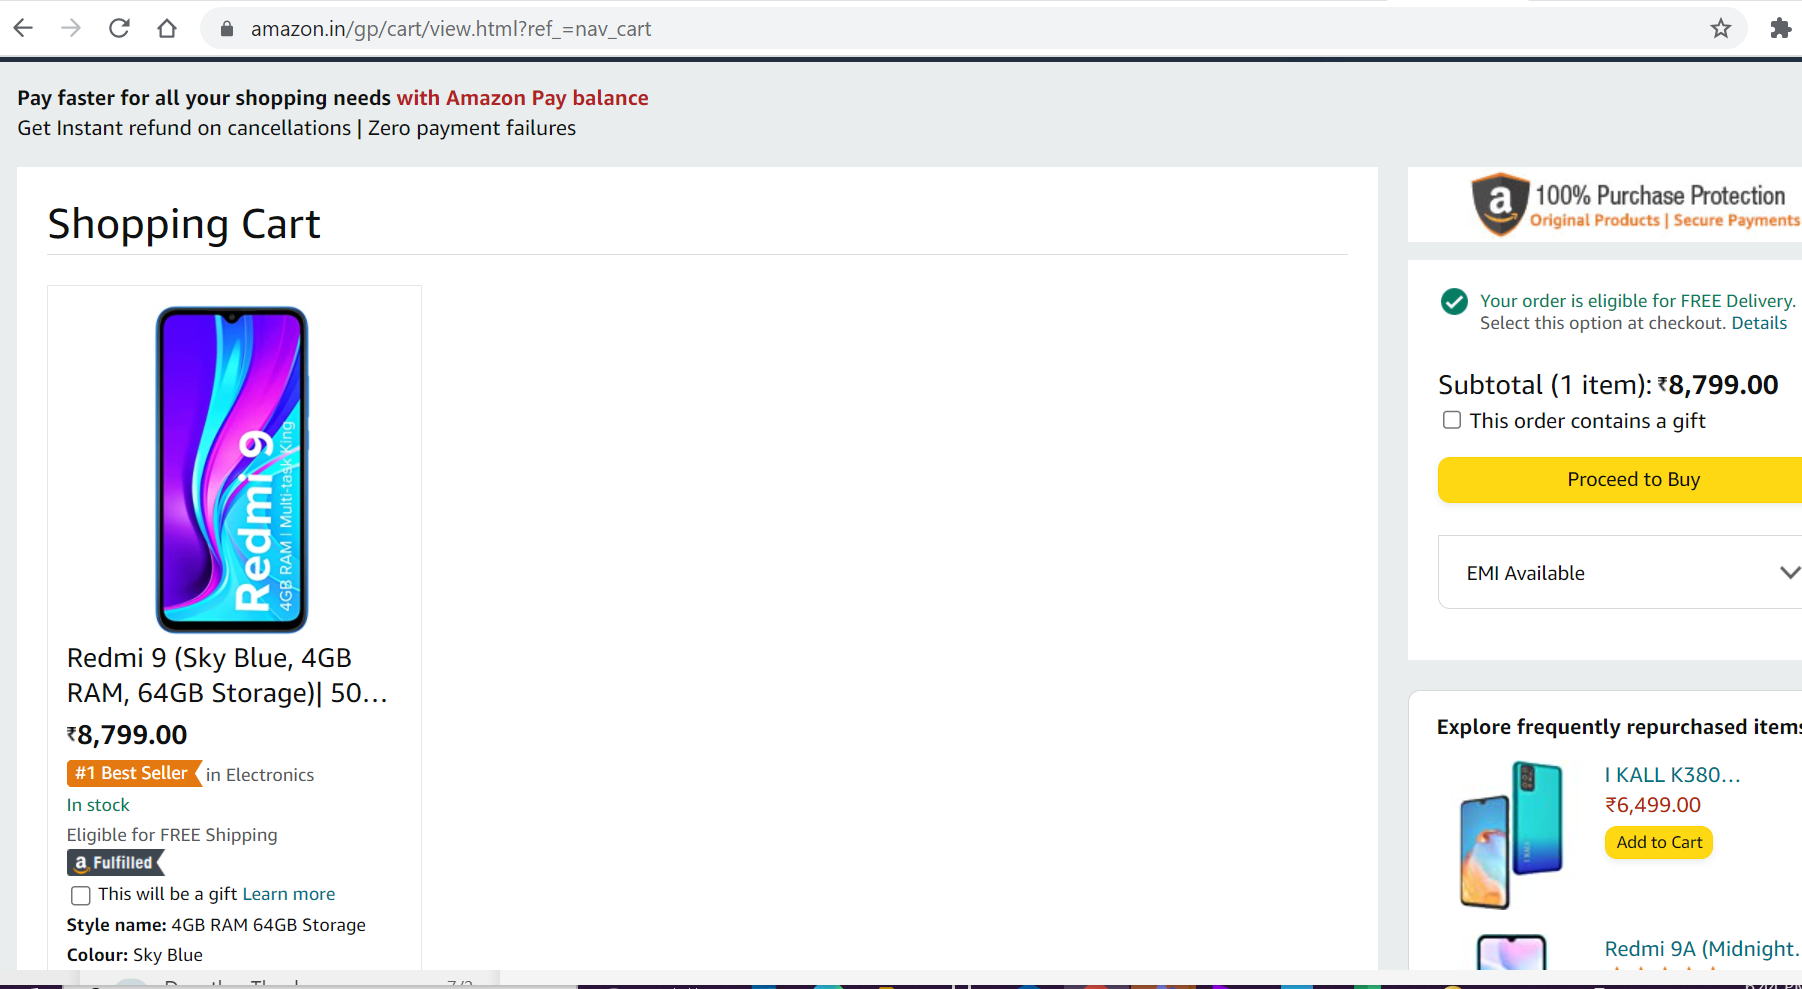 amazon.in/gp/cart/view.html?ref_=nav_cart
Pay faster for all your shopping needs with Amazon Pay balance
Get Instant refund on cancellations | Zero payment failures
Shopping Cart
Redmi 9
4GB RAM | Multi-task King
Redmi 9 (Sky Blue, 4GB
RAM, 64GB Storage)| 50…
₹8,799.00
#1 Best Seller in Electronics
In stock
Eligible for FREE Shipping
a Fulfilled
This will be a gift Learn more
Style name: 4GB RAM 64GB Storage
Colour: Sky Blue
a 100% Purchase Protection
Original Products | Secure Payments
Your order is eligible for FREE Delivery.
Select this option at checkout. Details
Subtotal (1 item): ₹8,799.00
This order contains a gift
Proceed to Buy
EMI Available
Explore frequently repurchased items
I KALL K380…
₹6,499.00
Add to Cart
Redmi 9A (Midnight.